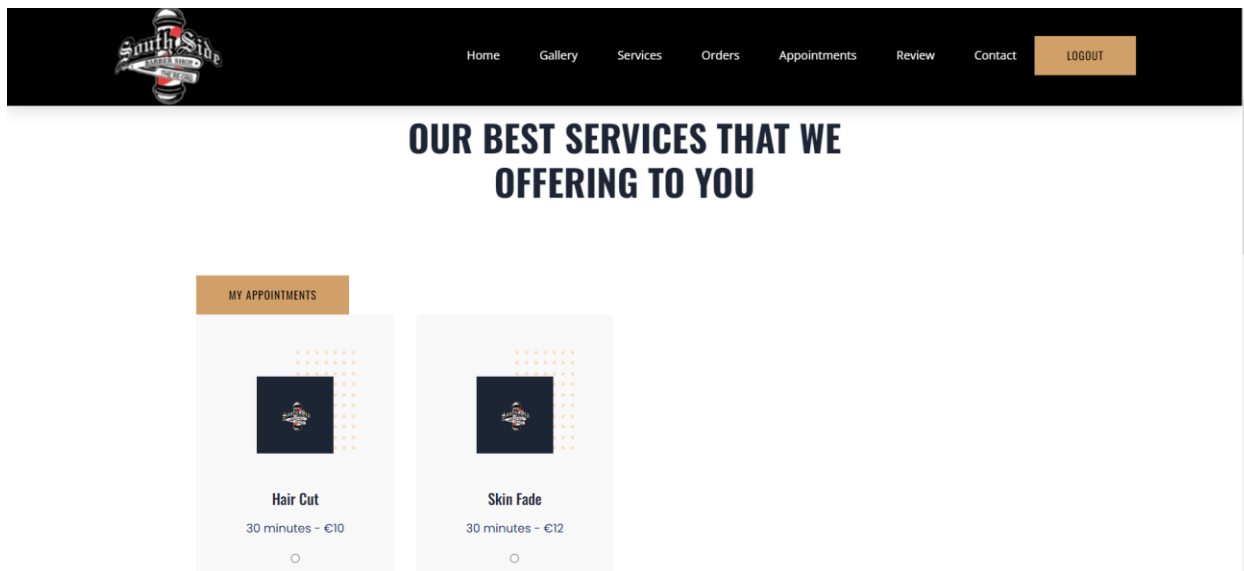 South Side
BARBER SHOP
Home Gallery Services Orders Appointments Review Contact LOGOUT
OUR BEST SERVICES THAT WE
OFFERING TO YOU
MY APPOINTMENTS
Hair Cut Skin Fade
30 minutes - €10 30 minutes - €12